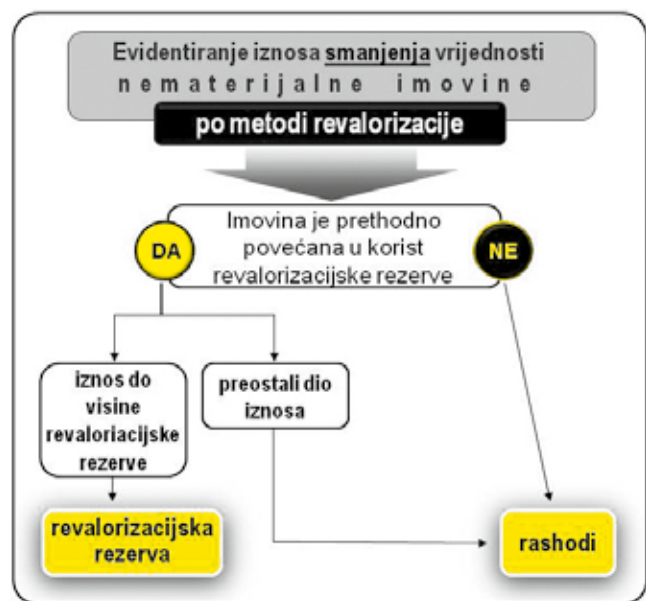 Evidentiranje iznosa smanjenja vrijednosti
nematerijalne imovine
po metodi revalorizacije
DA
Imovina je prethodno
povećana u korist
revalorizacijske rezerve
NE
iznos do
visine
revaloriacijske
rezerve
preostali dio
iznosa
revalorizacijska
rezerva
rashodi